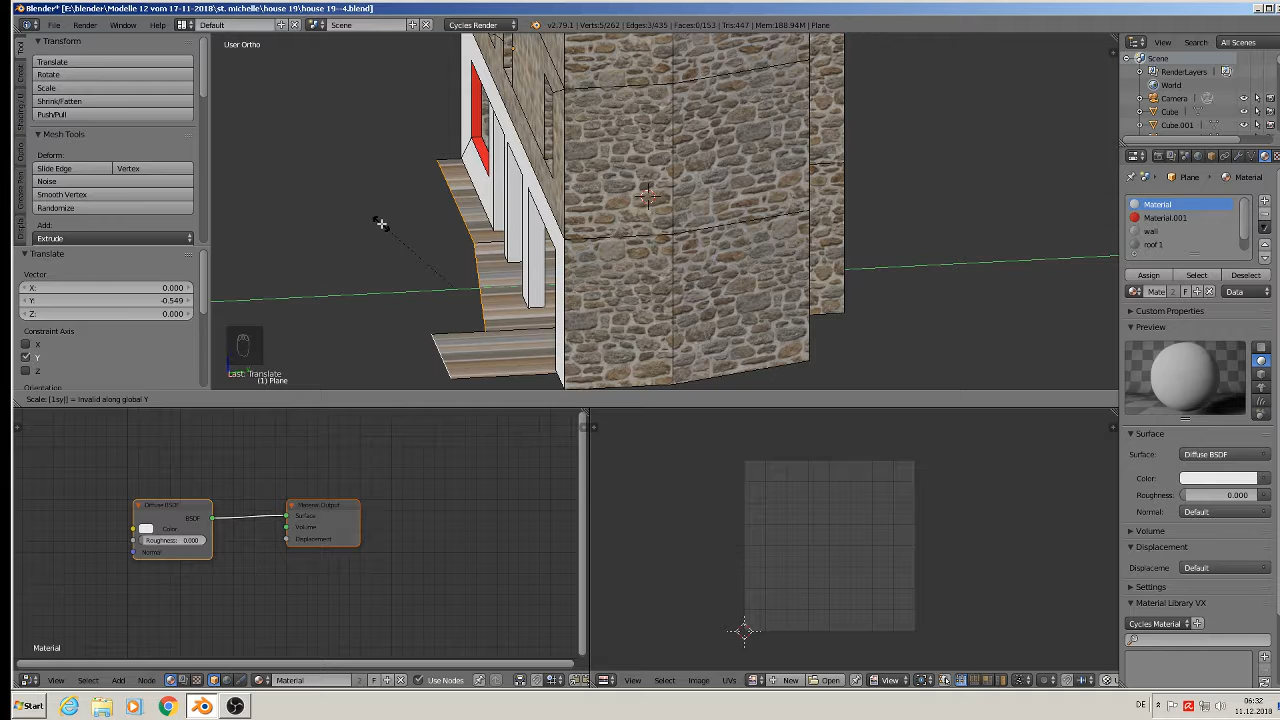 Blender* [E:\blender\Modelle 12 vom 17-11-2018\st. michelle\house 19\house 19--4.blend]
File Render Window Help Default Scene Cycles Render v2.79.1 | Verts:5/262 | Edges:3/435 | Faces:0/153 | Tris:447 | Mem:188.94M | Plane
Transform
Translate
Rotate
Scale
Shrink/Fatten
Push/Pull
Mesh Tools
Deform:
Slide Edge Vertex
Noise
Smooth Vertex
Randomize
Add:
Extrude
Translate
Vector
X: 0.000
Y: -0.549
Z: 0.000
Constraint Axis
X
Y
Z
Orientation
User Ortho
Last: Translate
(1) Plane
Scale: [1sy|] = Invalid along global Y
Diffuse BSDF
BSDF
Color
Roughness: 0.000
Normal
Material Output
Surface
Volume
Displacement
Material
View Select Add Node Material 2 F Use Nodes
View Select Image UVs New Open View
View Search All Scenes
Scene
RenderLayers
World
Camera
Cube
Cube.001
Plane Material
Material
Material.001
wall
roof 1
Assign Select Deselect
Mate 2 F Data
Custom Properties
Preview
Surface
Surface: Diffuse BSDF
Color:
Roughness: 0.000
Normal: Default
Volume
Displacement
Displaceme Default
Settings
Material Library VX
Cycles Material
Start
DE 06:32
11.12.2018